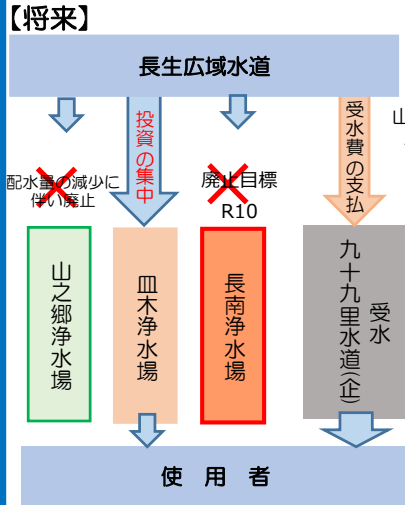 【将来】
長生広域水道
投資の集中
受水費の支払
山
配水量の減少に
伴い廃止
廃止目標
R10
山之郷浄水場
皿木浄水場
長南浄水場
受水
九十九里水道(企)
使 用 者